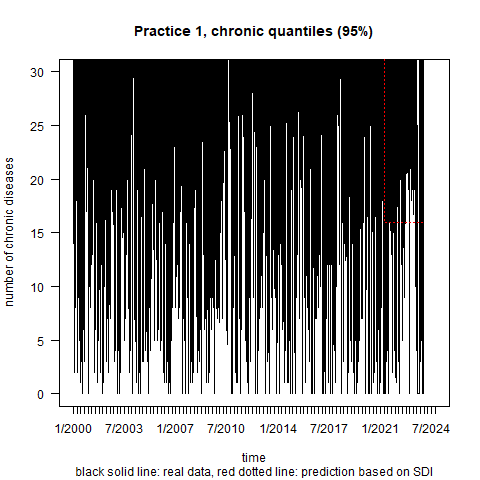 Practice 1, chronic quantiles (95%)
number of chronic diseases
30
25
20
15
10
5
0
1/2000 7/2003 1/2007 7/2010 1/2014 7/2017 1/2021 7/2024
time
black solid line: real data, red dotted line: prediction based on SDI